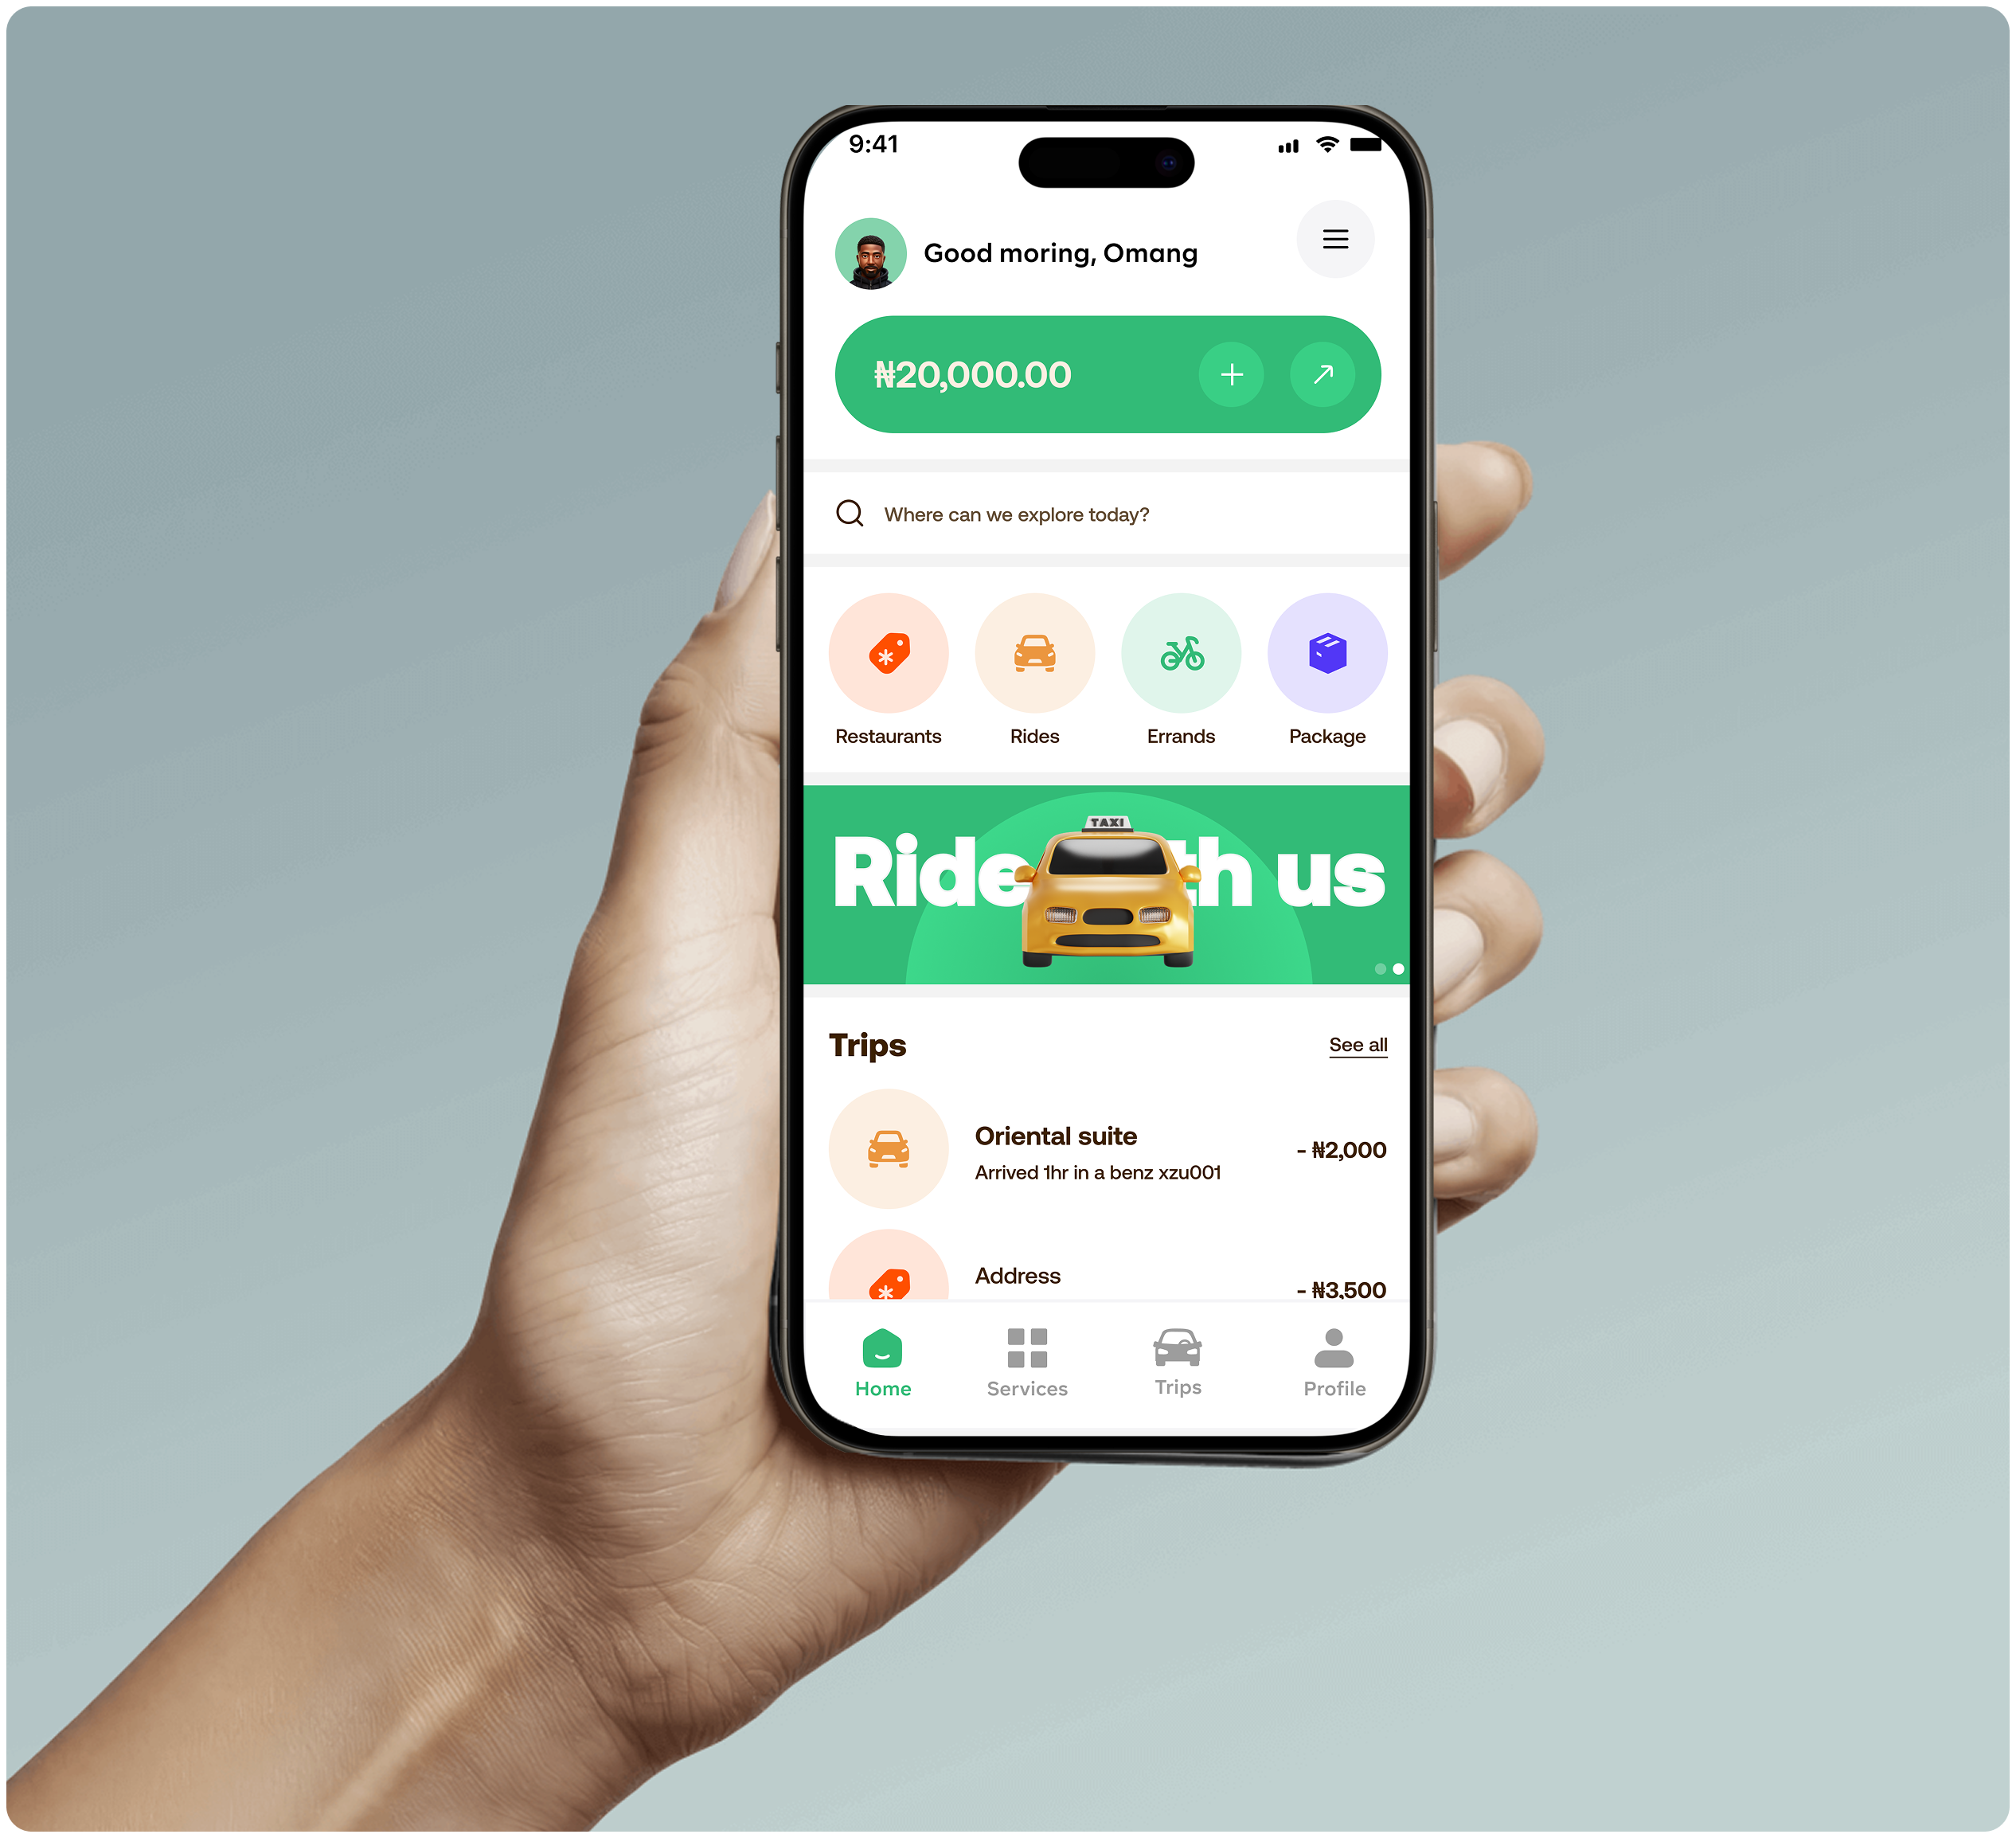 9:41
Good moring, Omang
₦20,000.00
Where can we explore today?
Restaurants Rides Errands Package
TAXI
Ride th us
Trips See all
Oriental suite
- ₦2,000
Arrived 1hr in a benz xzu001
Address
- ₦3,500
Home Services Trips Profile